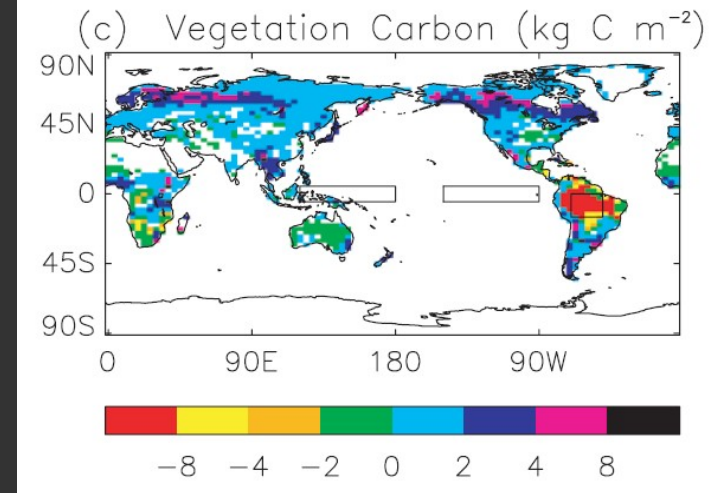 (c) Vegetation Carbon (kg C m⁻²)
90N
45N
0
45S
90S
0 90E 180 90W
−8 −4 −2 0 2 4 8